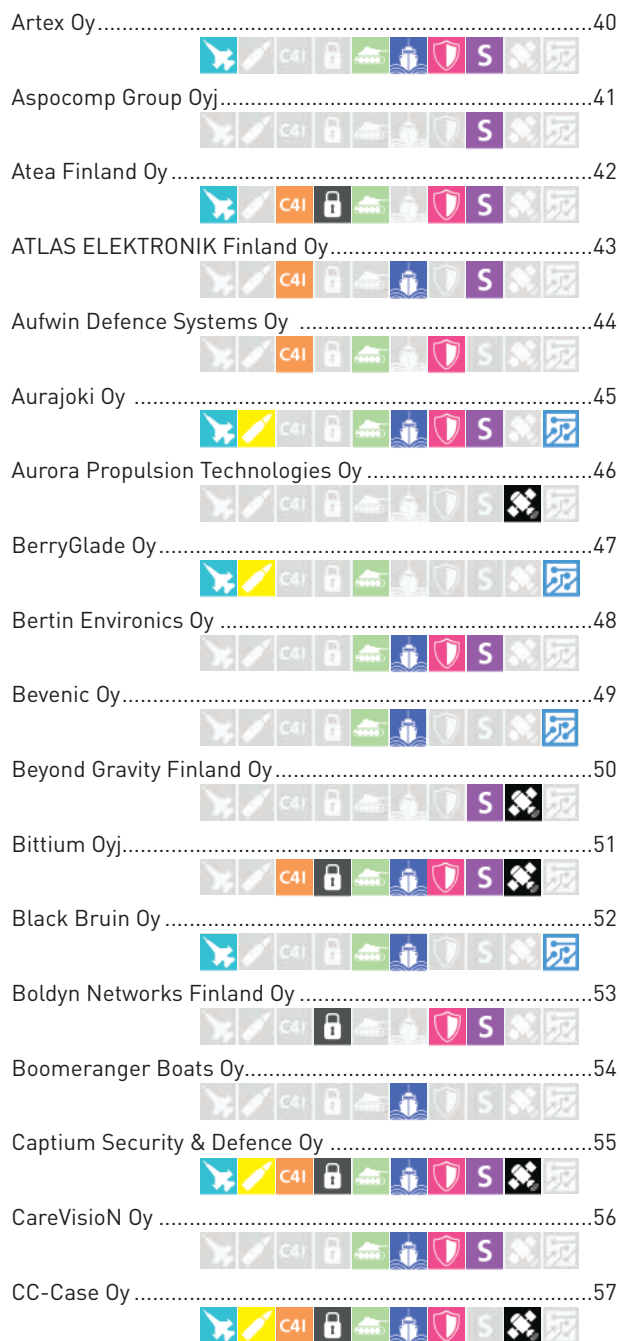 Artex Oy.....................................................................40
C4I S
Aspocomp Group Oyj....................................................41
C4I S
Atea Finland Oy...........................................................42
C4I S
ATLAS ELEKTRONIK Finland Oy.....................................43
C4I S
Aufwin Defence Systems Oy .........................................44
C4I S
Aurajoki Oy ................................................................45
C4I S
Aurora Propulsion Technologies Oy ................................46
C4I S
BerryGlade Oy.............................................................47
C4I S
Bertin Environics Oy ....................................................48
C4I S
Bevenic Oy..................................................................49
C4I S
Beyond Gravity Finland Oy.............................................50
C4I S
Bittium Oyj..................................................................51
C4I S
Black Bruin Oy ............................................................52
C4I S
Boldyn Networks Finland Oy .........................................53
C4I S
Boomeranger Boats Oy.................................................54
C4I S
Captium Security & Defence Oy .....................................55
C4I S
CareVisioN Oy .............................................................56
C4I S
CC-Case Oy ................................................................57
C4I S